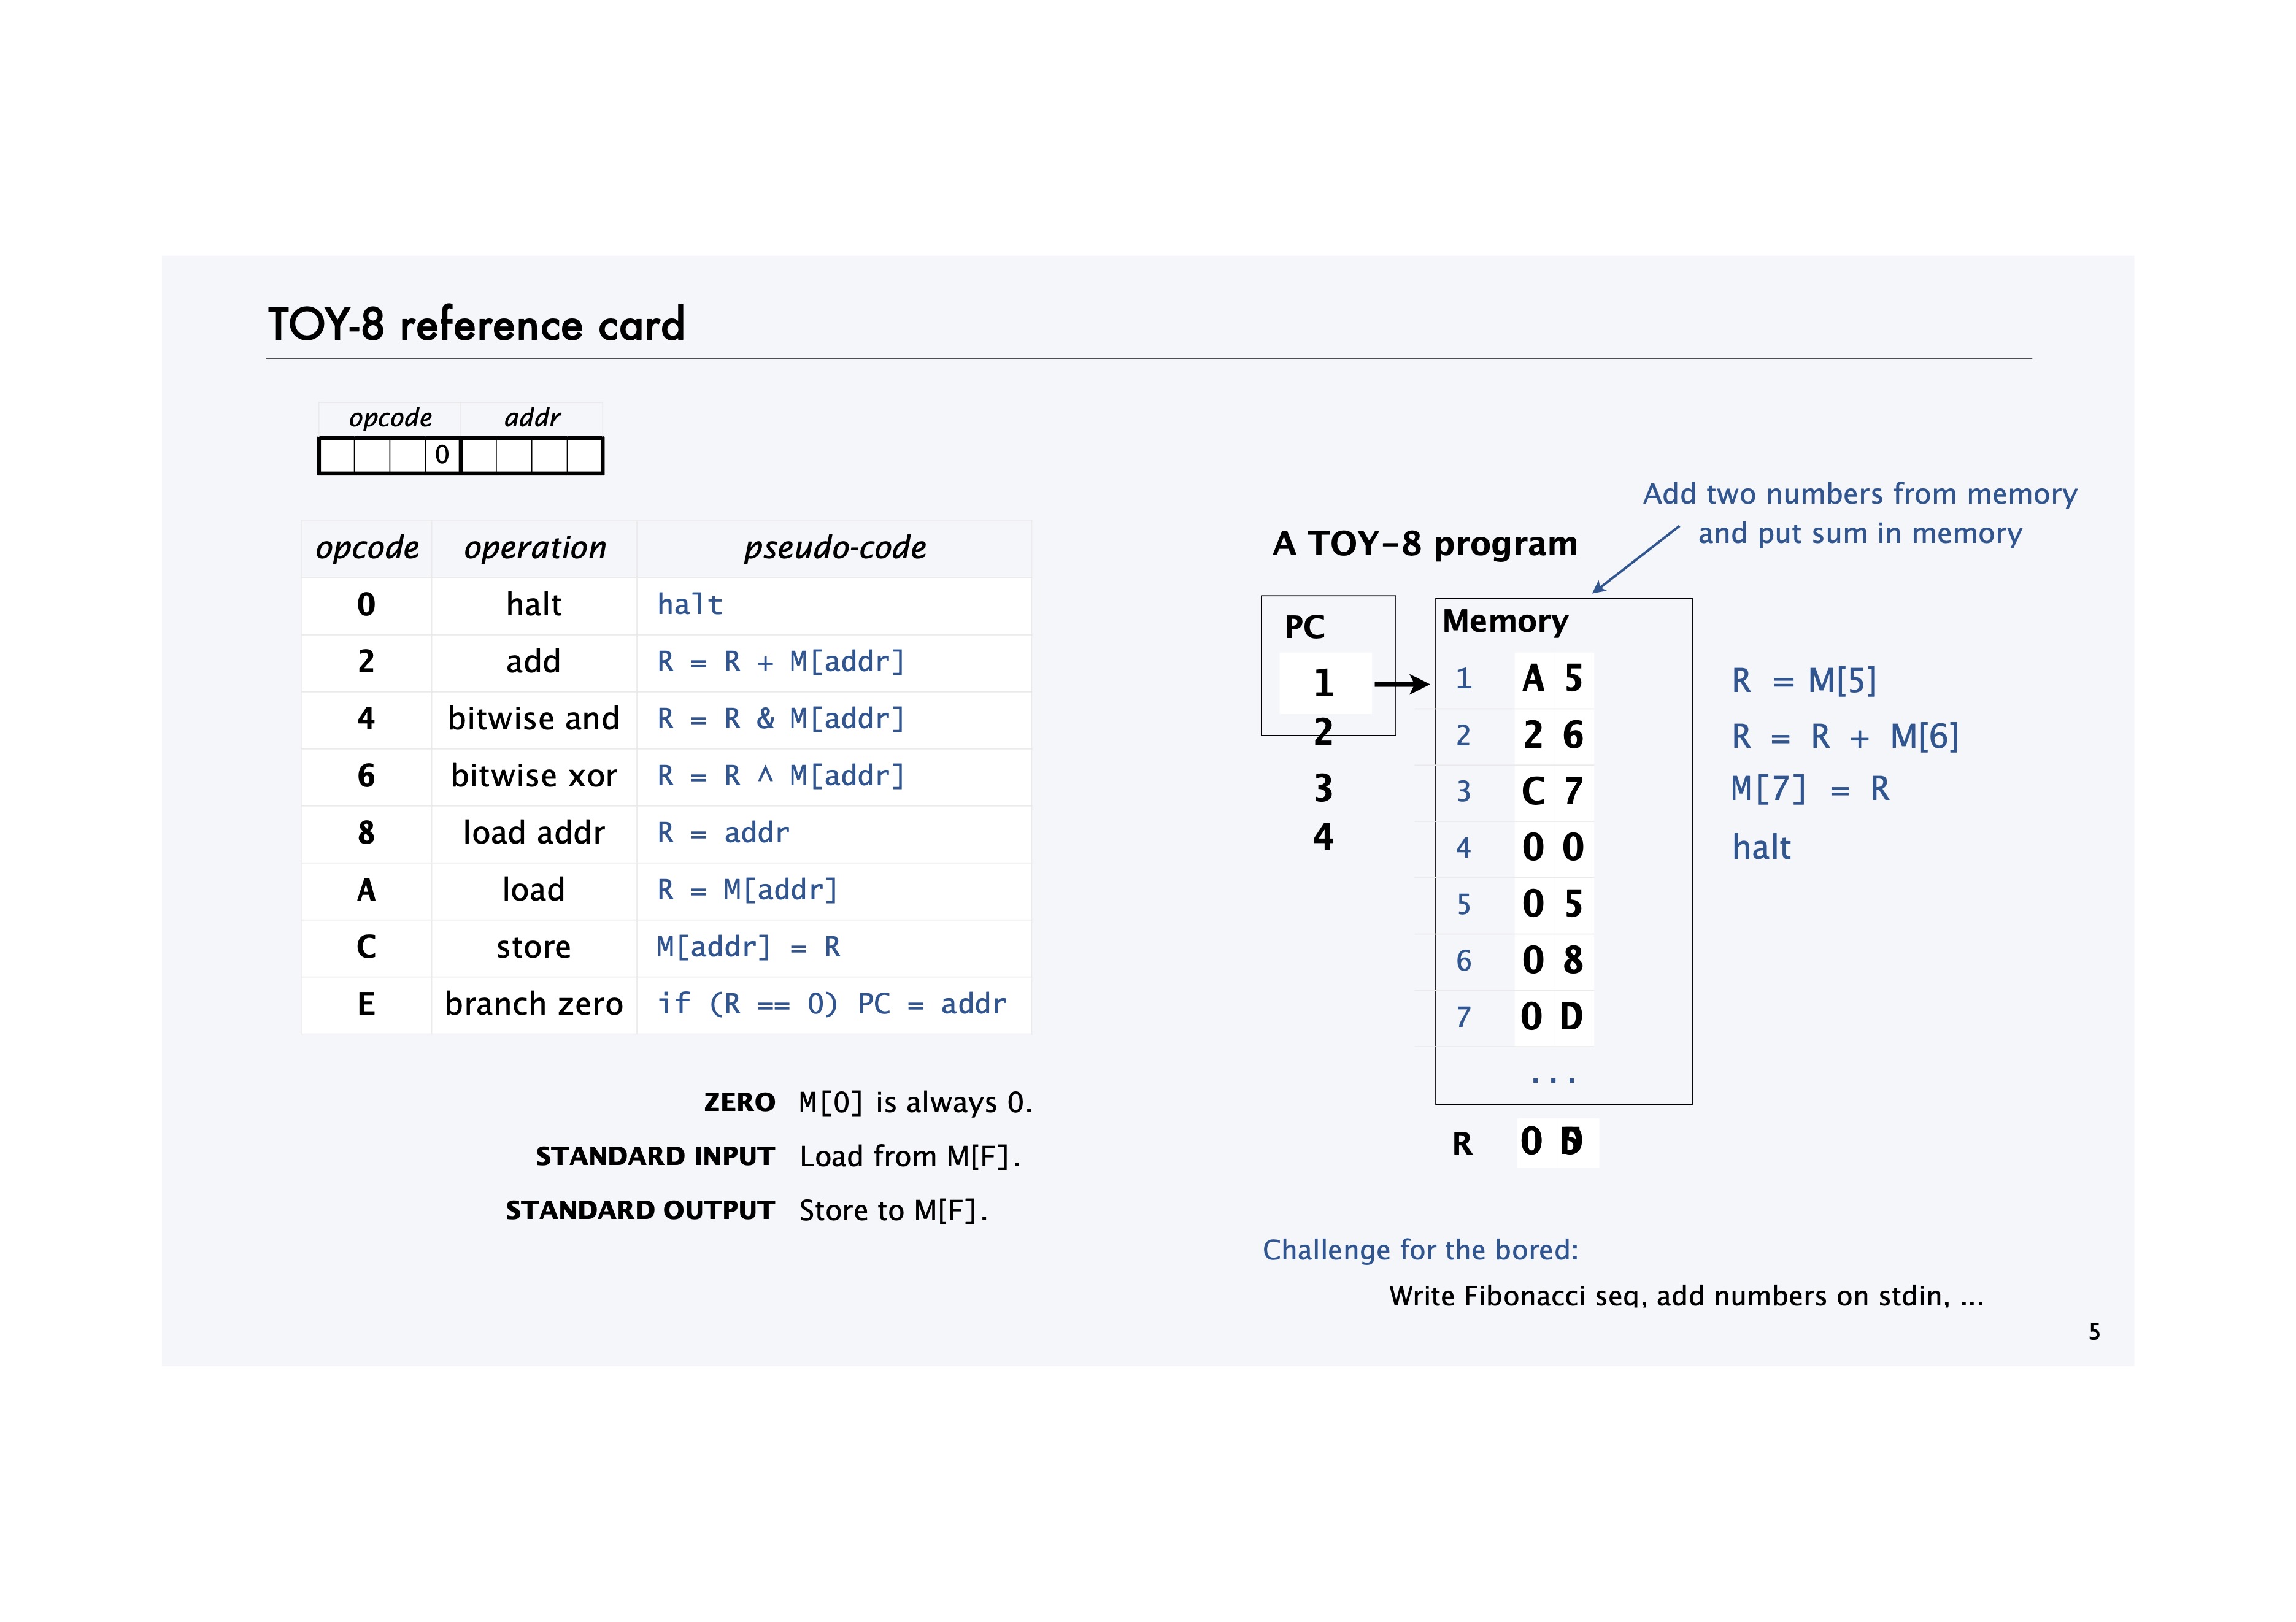 TOY-8 reference card
opcode addr
0
opcode operation pseudo-code
0 halt halt
2 add R = R + M[addr]
4 bitwise and R = R & M[addr]
6 bitwise xor R = R ^ M[addr]
8 load addr R = addr
A load R = M[addr]
C store M[addr] = R
E branch zero if (R == 0) PC = addr
ZERO M[0] is always 0.
STANDARD INPUT Load from M[F].
STANDARD OUTPUT Store to M[F].
Add two numbers from memory
and put sum in memory
A TOY-8 program
PC
1
2
3
4
Memory
1 A 5 R = M[5]
2 2 6 R = R + M[6]
3 C 7 M[7] = R
4 0 0 halt
5 0 5
6 0 8
7 0 D
...
R 0
Challenge for the bored:
Write Fibonacci seq, add numbers on stdin, ...
5